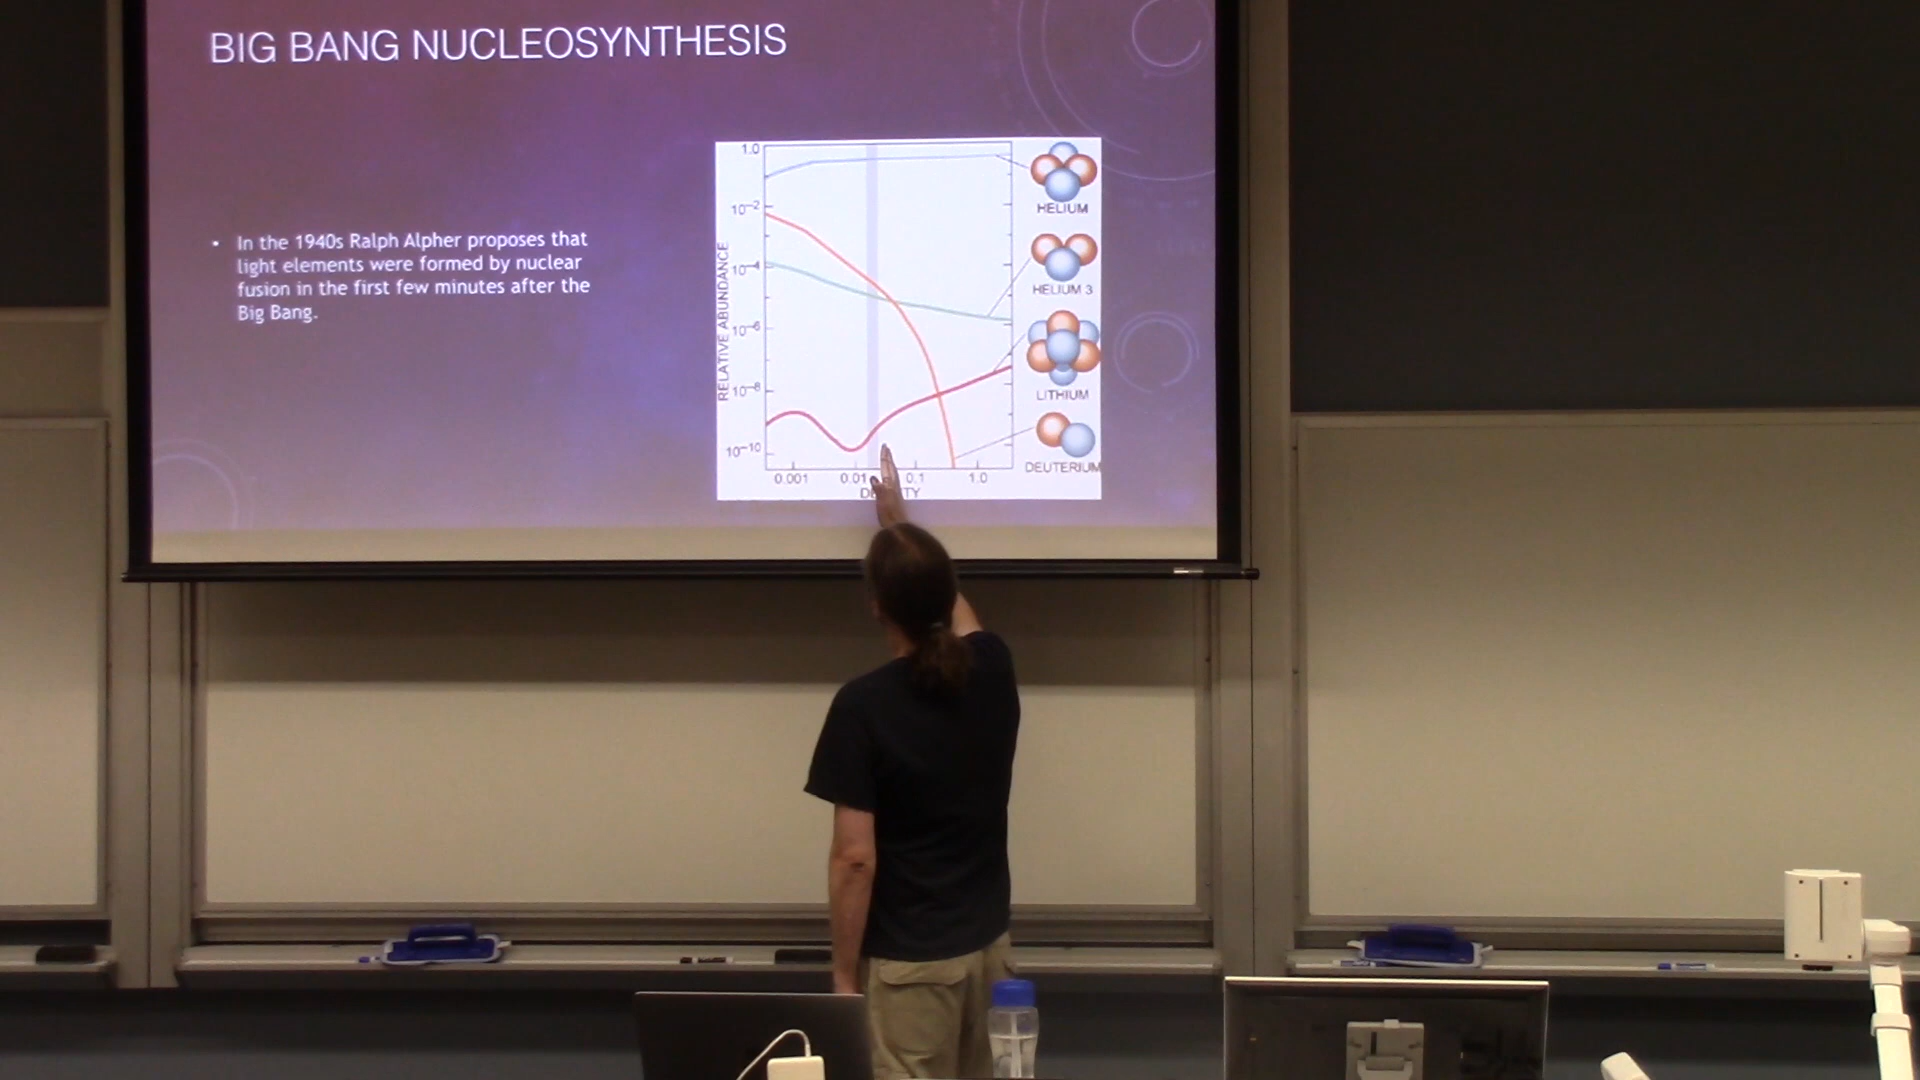 BIG BANG NUCLEOSYNTHESIS
• In the 1940s Ralph Alpher proposes that
light elements were formed by nuclear
fusion in the first few minutes after the
Big Bang.
RELATIVE ABUNDANCE
1.0
10–2
10–4
10–6
10–8
10–10
0.001 0.01 0.1 1.0
HELIUM
HELIUM 3
LITHIUM
DEUTERIUM